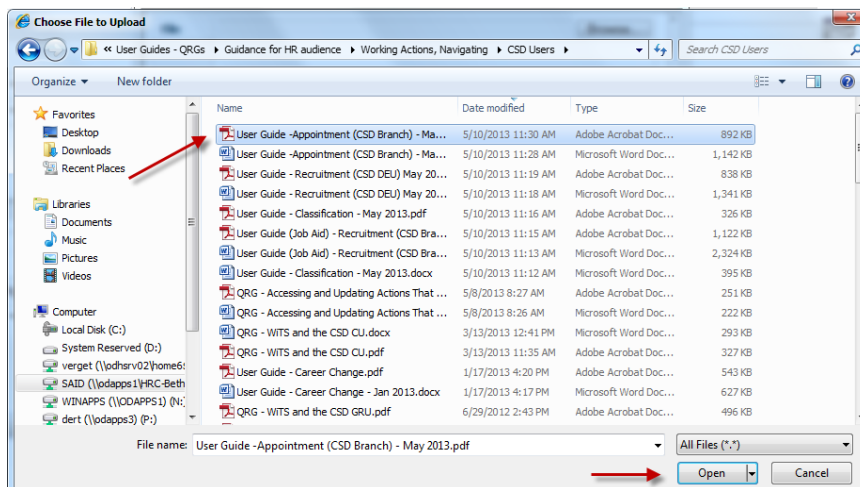 Choose File to Upload
« User Guides - QRGs ▸ Guidance for HR audience ▸ Working Actions, Navigating ▸ CSD Users ▸ Search CSD Users
Organize New folder
Name Date modified Type Size
Favorites
Desktop
Downloads
Recent Places
Libraries
Documents
Music
Pictures
Videos
Computer
Local Disk (C:)
System Reserved (D:)
verget (\\odhsrv02\home6:
SAID (\\odapps1\HRC-Beth
WINAPPS (\\ODAPPS1) (N:
dert (\\odapps3) (P:)
User Guide -Appointment (CSD Branch) - Ma... 5/10/2013 11:30 AM Adobe Acrobat Doc... 892 KB
User Guide -Appointment (CSD Branch) - Ma... 5/10/2013 11:28 AM Microsoft Word Doc... 1,142 KB
User Guide - Recruitment (CSD DEU) May 20... 5/10/2013 11:19 AM Adobe Acrobat Doc... 838 KB
User Guide - Recruitment (CSD DEU) May 20... 5/10/2013 11:18 AM Microsoft Word Doc... 1,341 KB
User Guide - Classification - May 2013.pdf 5/10/2013 11:16 AM Adobe Acrobat Doc... 326 KB
User Guide (Job Aid) - Recruitment (CSD Bra... 5/10/2013 11:15 AM Adobe Acrobat Doc... 1,122 KB
User Guide (Job Aid) - Recruitment (CSD Bra... 5/10/2013 11:13 AM Microsoft Word Doc... 2,324 KB
User Guide - Classification - May 2013.docx 5/10/2013 11:12 AM Microsoft Word Doc... 395 KB
QRG - Accessing and Updating Actions That ... 5/8/2013 8:27 AM Adobe Acrobat Doc... 251 KB
QRG - Accessing and Updating Actions That ... 5/8/2013 8:26 AM Microsoft Word Doc... 222 KB
QRG - WiTS and the CSD CU.docx 3/13/2013 12:41 PM Microsoft Word Doc... 293 KB
QRG - WiTS and the CSD CU.pdf 3/13/2013 11:35 AM Adobe Acrobat Doc... 327 KB
User Guide - Career Change.pdf 1/17/2013 4:20 PM Adobe Acrobat Doc... 543 KB
User Guide - Career Change - Jan 2013.docx 1/17/2013 4:17 PM Microsoft Word Doc... 627 KB
QRG - WiTS and the CSD GRU.pdf 6/29/2012 2:43 PM Adobe Acrobat Doc... 496 KB
File name: User Guide -Appointment (CSD Branch) - May 2013.pdf All Files (*.*)
Open Cancel